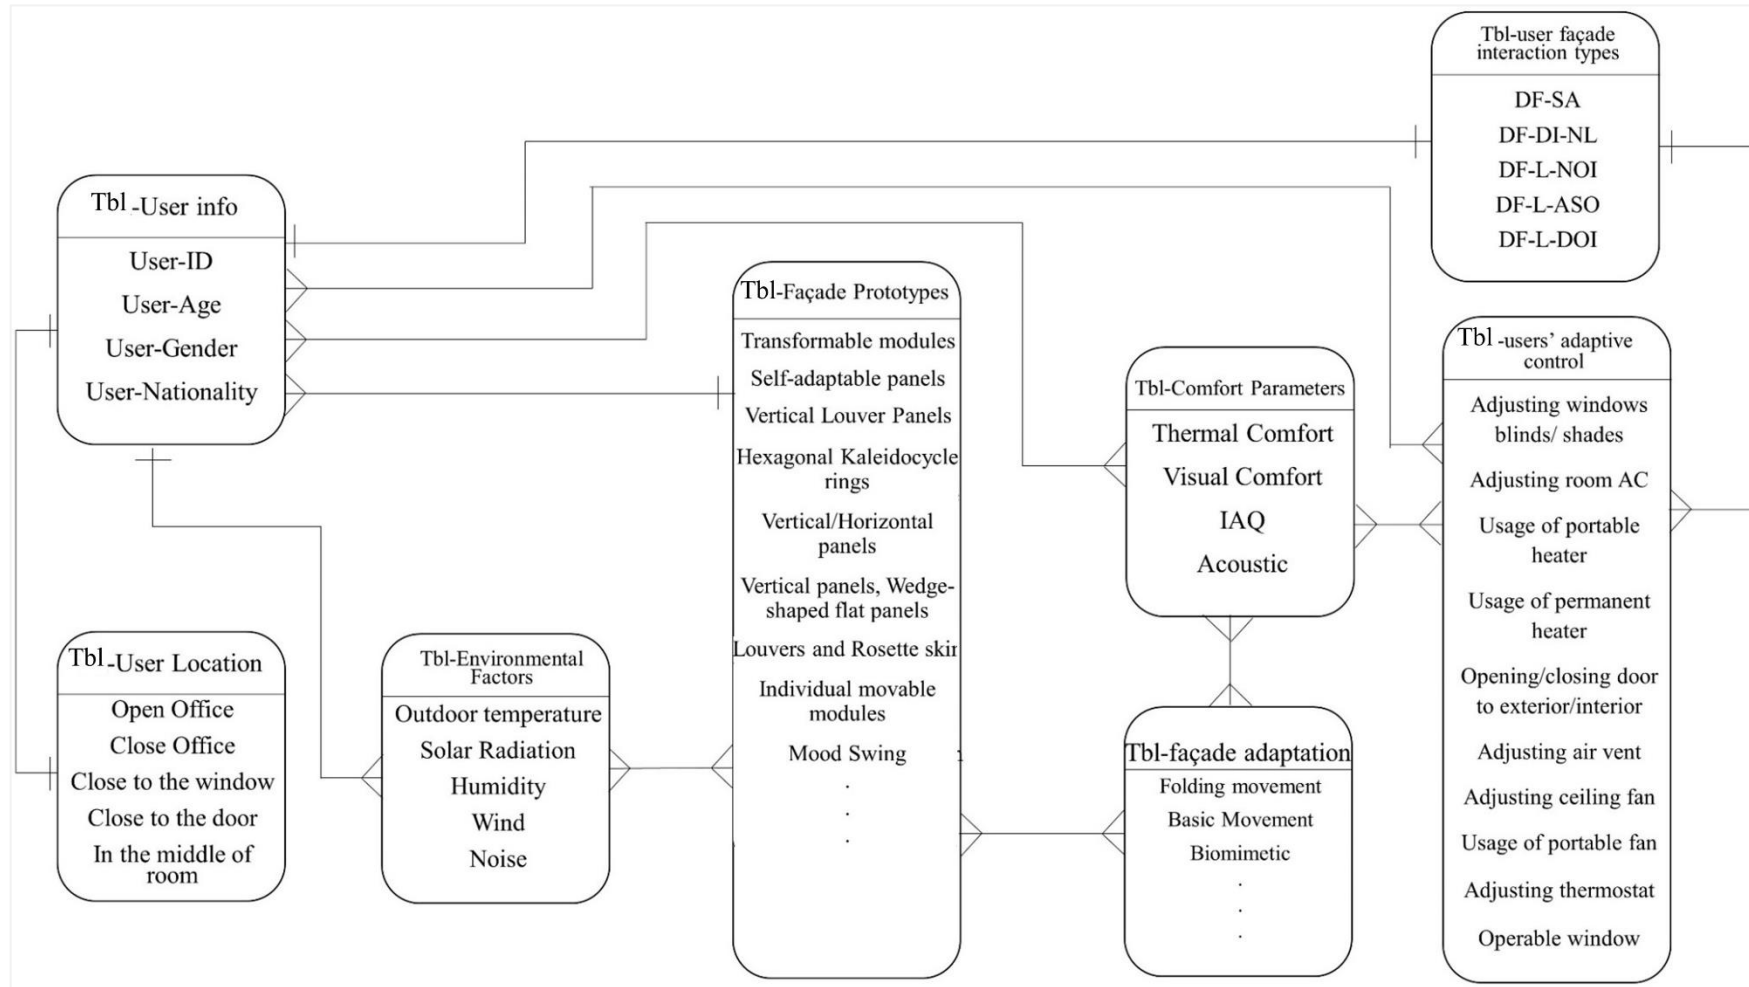 Tbl-user façade
interaction types
DF-SA
DF-DI-NL
DF-L-NOI
DF-L-ASO
DF-L-DOI
Tbl -User info
User-ID
User-Age
User-Gender
User-Nationality
Tbl-Façade Prototypes
Transformable modules
Self-adaptable panels
Vertical Louver Panels
Hexagonal Kaleidocycle
rings
Vertical/Horizontal
panels
Vertical panels, Wedge-
shaped flat panels
Louvers and Rosette skin
Individual movable
modules
Mood Swing
.
.
.
Tbl-Comfort Parameters
Thermal Comfort
Visual Comfort
IAQ
Acoustic
Tbl -users’ adaptive
control
Adjusting windows
blinds/ shades
Adjusting room AC
Usage of portable
heater
Usage of permanent
heater
Opening/closing door
to exterior/interior
Adjusting air vent
Adjusting ceiling fan
Usage of portable fan
Adjusting thermostat
Operable window
Tbl -User Location
Open Office
Close Office
Close to the window
Close to the door
In the middle of
room
Tbl-Environmental
Factors
Outdoor temperature
Solar Radiation
Humidity
Wind
Noise
Tbl-façade adaptation
Folding movement
Basic Movement
Biomimetic
.
.
.